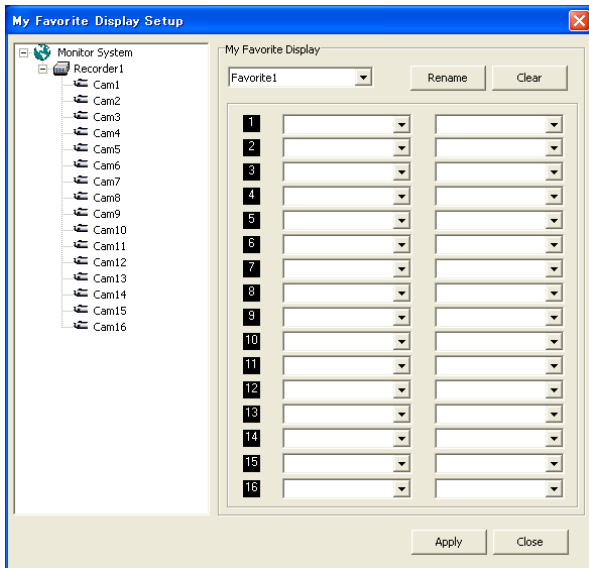 My Favorite Display Setup
Monitor System
Recorder1
Cam1
Cam2
Cam3
Cam4
Cam5
Cam6
Cam7
Cam8
Cam9
Cam10
Cam11
Cam12
Cam13
Cam14
Cam15
Cam16
My Favorite Display
Favorite1 Rename Clear
1
2
3
4
5
6
7
8
9
10
11
12
13
14
15
16
Apply Close